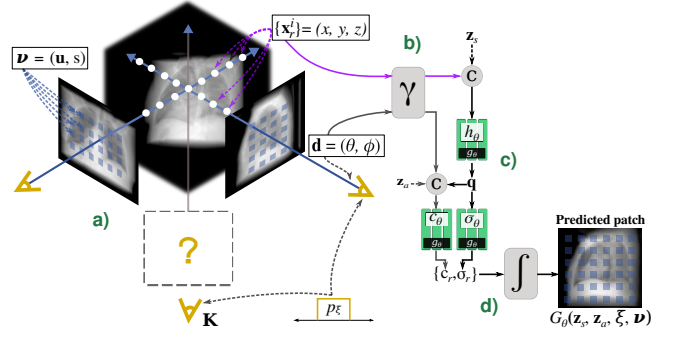 {x_r^i}=(x, y, z)
ν = (u, s)
b)
z_s
C
γ
h_θ
g_θ
c)
d = (θ, ϕ)
z_a
C
q
a)
c_θ
σ_θ
g_θ
g_θ
Predicted patch
?
{c_r,σ_r}
∫
d)
K
p_ξ
G_θ(z_s, z_a, ξ, ν)